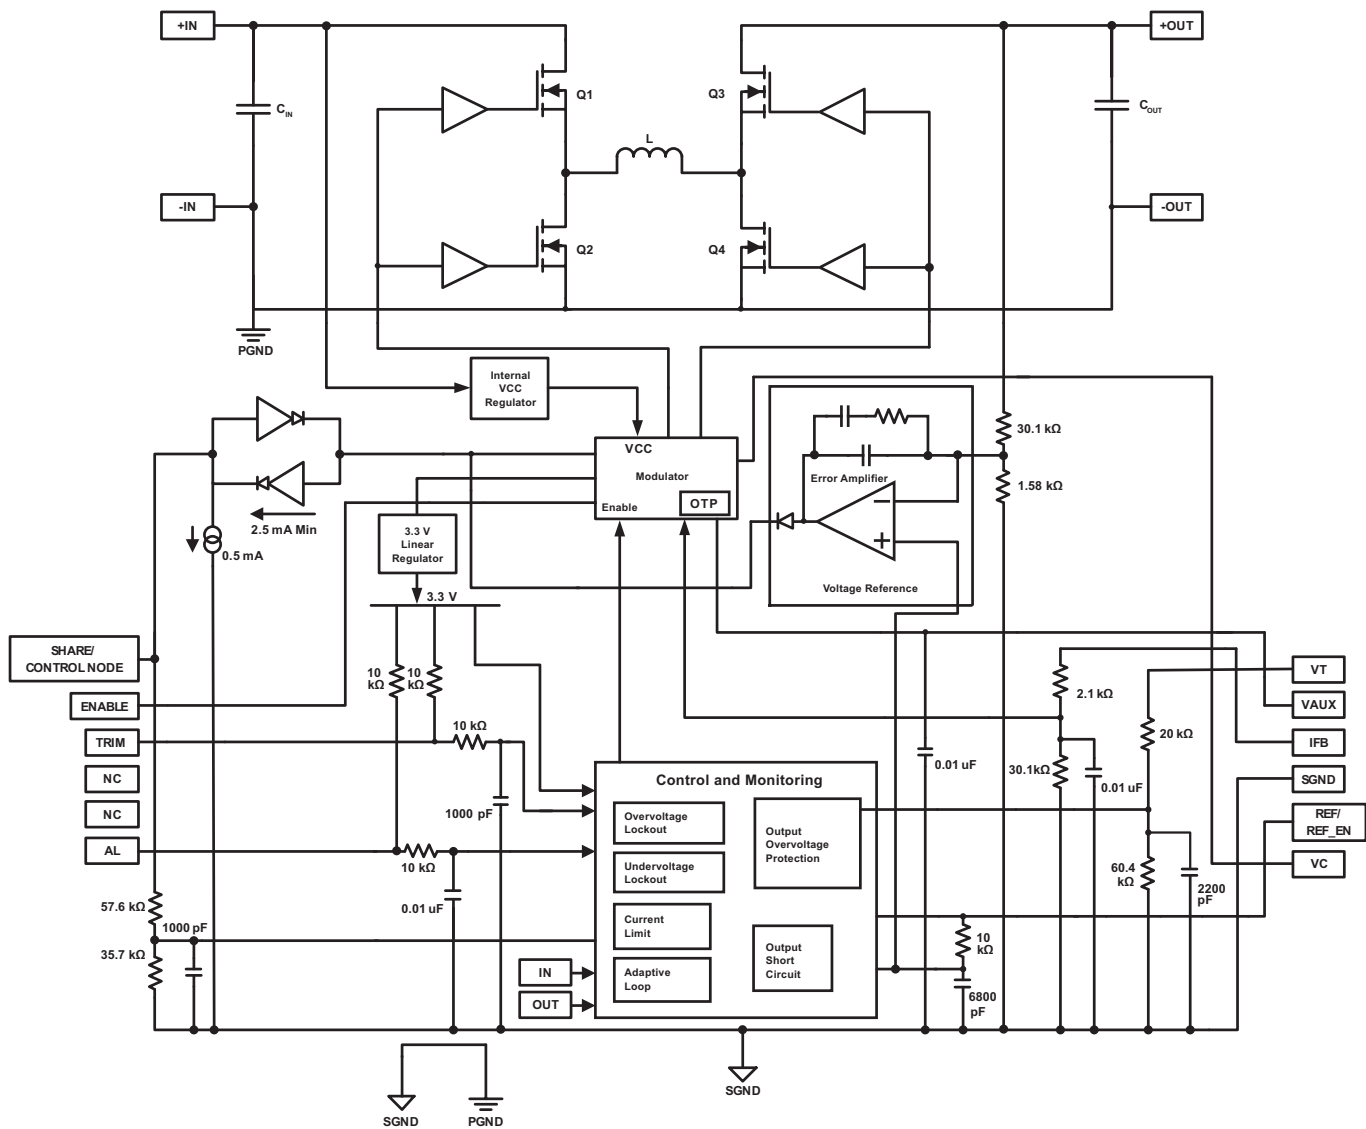 +IN
+OUT
C IN
Q1
Q3
C OUT
L
-IN
-OUT
Q2
Q4
PGND
Internal
VCC
Regulator
VCC
Modulator
Enable
OTP
Error Amplifier
Voltage Reference
30.1 kΩ
1.58 kΩ
2.5 mA Min
0.5 mA
3.3 V
Linear
Regulator
3.3 V
SHARE/
CONTROL NODE
ENABLE
TRIM
NC
NC
AL
10
kΩ
10
kΩ
10 kΩ
1000 pF
10 kΩ
0.01 uF
57.6 kΩ
1000 pF
35.7 kΩ
Control and Monitoring
Overvoltage
Lockout
Undervoltage
Lockout
Current
Limit
Adaptive
Loop
Output
Overvoltage
Protection
Output
Short
Circuit
IN
OUT
0.01 uF
2.1 kΩ
30.1kΩ
0.01 uF
20 kΩ
60.4
kΩ
2200
pF
10
kΩ
6800
pF
VT
VAUX
IFB
SGND
REF/
REF_EN
VC
SGND
SGND
PGND